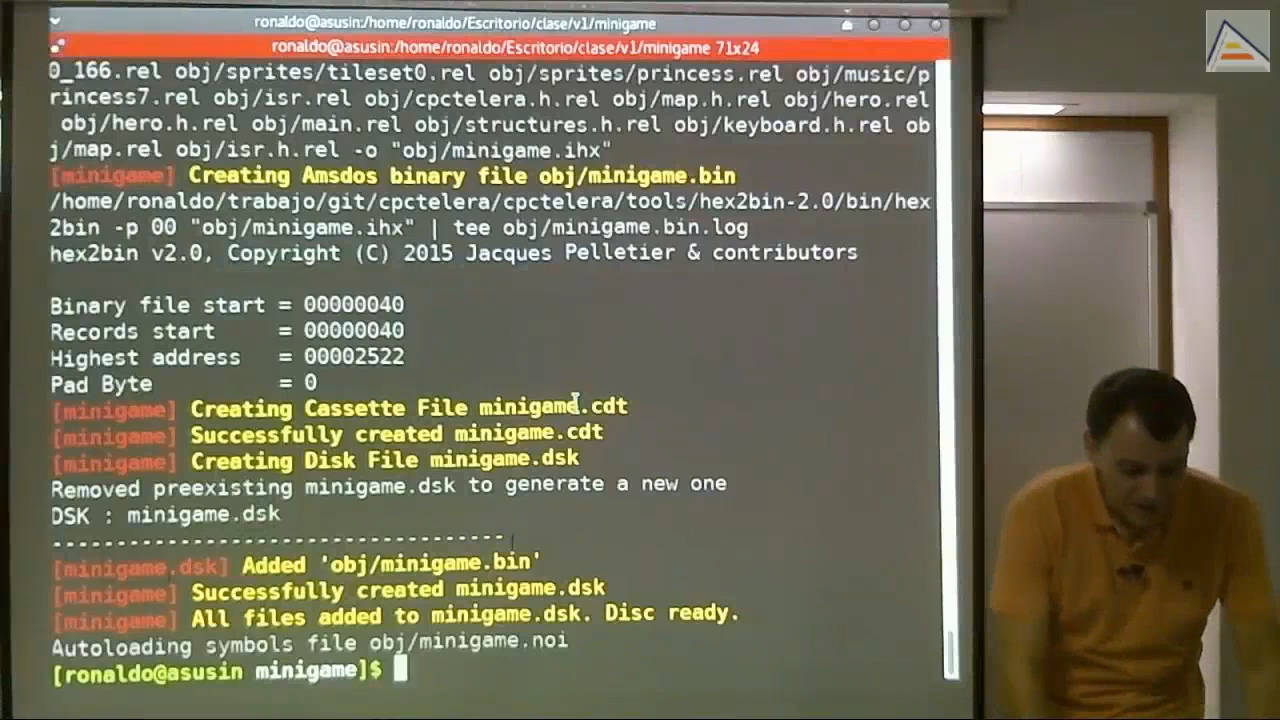 ronaldo@asusin:/home/ronaldo/Escritorio/clase/v1/minigame
ronaldo@asusin:/home/ronaldo/Escritorio/clase/v1/minigame 71x24
0_166.rel obj/sprites/tileset0.rel obj/sprites/princess.rel obj/music/p
rincess7.rel obj/isr.rel obj/cpctelera.h.rel obj/map.h.rel obj/hero.rel
obj/hero.h.rel obj/main.rel obj/structures.h.rel obj/keyboard.h.rel ob
j/map.rel obj/isr.h.rel -o "obj/minigame.ihx"
[minigame] Creating Amsdos binary file obj/minigame.bin
/home/ronaldo/trabajo/git/cpctelera/cpctelera/tools/hex2bin-2.0/bin/hex
2bin -p 00 "obj/minigame.ihx" | tee obj/minigame.bin.log
hex2bin v2.0, Copyright (C) 2015 Jacques Pelletier & contributors
Binary file start = 00000040
Records start = 00000040
Highest address = 00002522
Pad Byte = 0
[minigame] Creating Cassette File minigame.cdt
[minigame] Successfully created minigame.cdt
[minigame] Creating Disk File minigame.dsk
Removed preexisting minigame.dsk to generate a new one
DSK : minigame.dsk
------------------------------------
[minigame.dsk] Added 'obj/minigame.bin'
[minigame] Successfully created minigame.dsk
[minigame] All files added to minigame.dsk. Disc ready.
Autoloading symbols file obj/minigame.noi
[ronaldo@asusin minigame]$